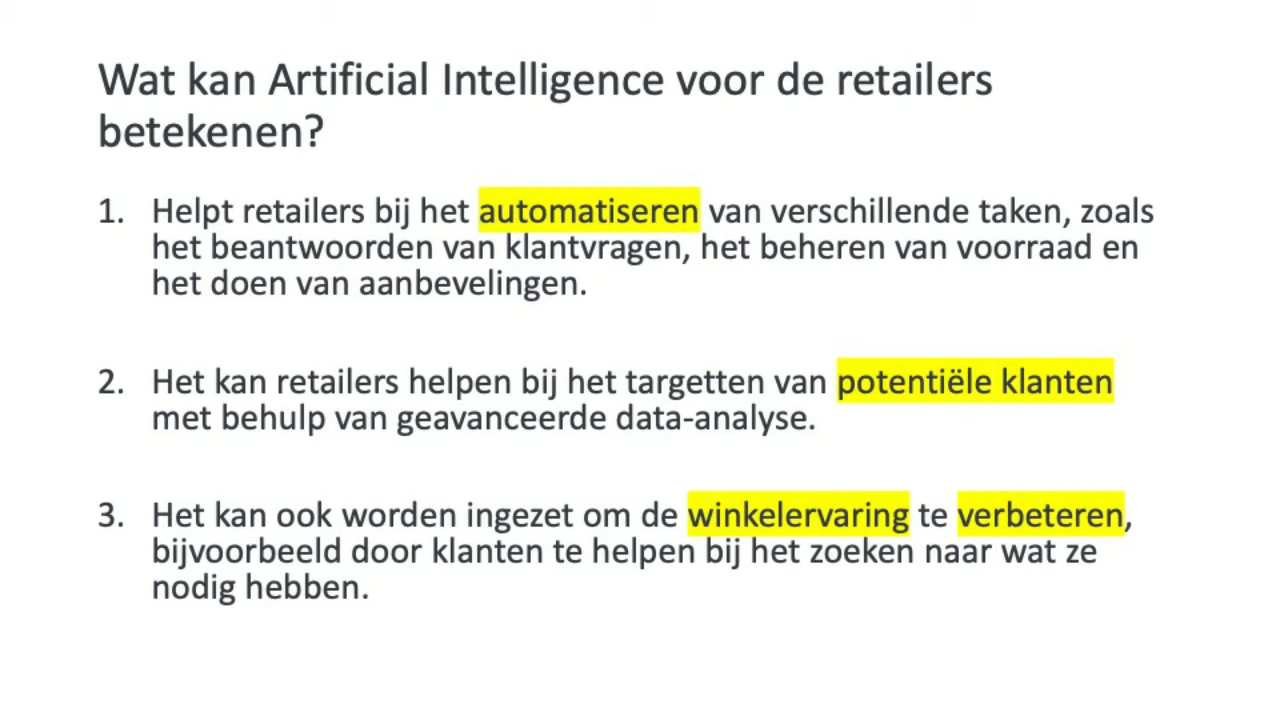 Wat kan Artificial Intelligence voor de retailers
betekenen?
1. Helpt retailers bij het automatiseren van verschillende taken, zoals
het beantwoorden van klantvragen, het beheren van voorraad en
het doen van aanbevelingen.
2. Het kan retailers helpen bij het targetten van potentiële klanten
met behulp van geavanceerde data-analyse.
3. Het kan ook worden ingezet om de winkelervaring te verbeteren,
bijvoorbeeld door klanten te helpen bij het zoeken naar wat ze
nodig hebben.